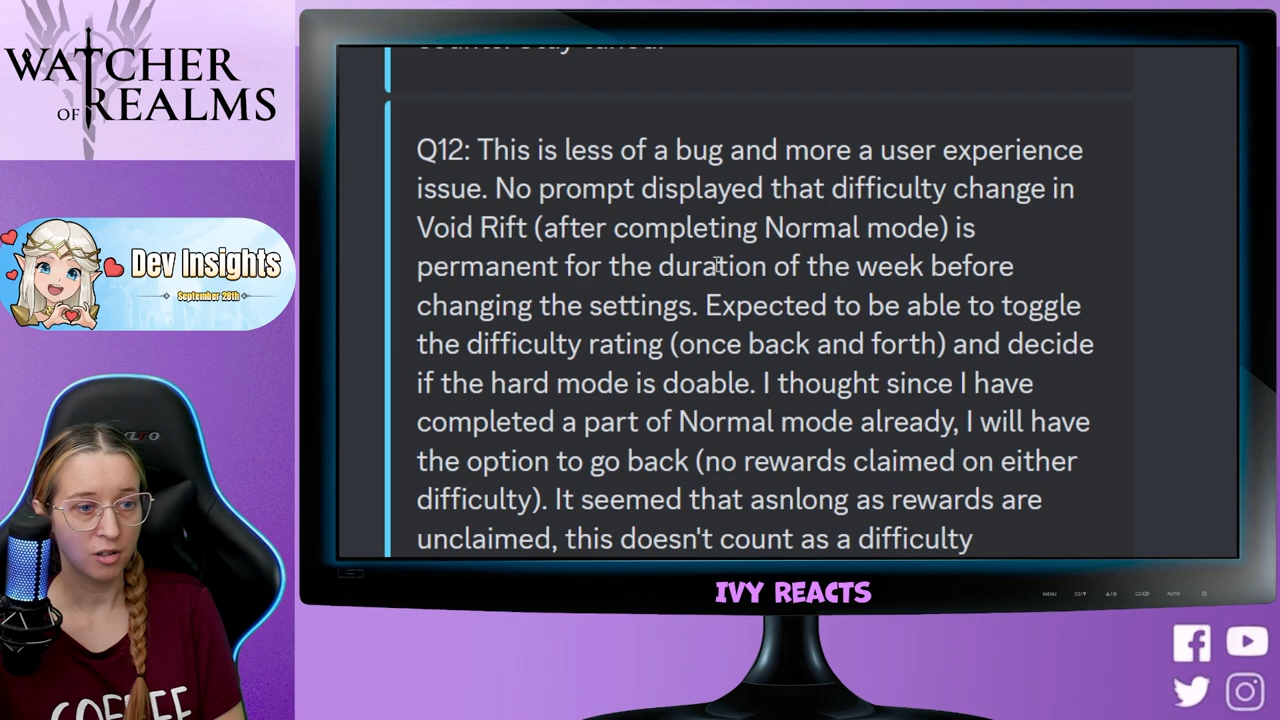 WATCHER
OF REALMS
Dev Insights
September 28th
Q12: This is less of a bug and more a user experience
issue. No prompt displayed that difficulty change in
Void Rift (after completing Normal mode) is
permanent for the duration of the week before
changing the settings. Expected to be able to toggle
the difficulty rating (once back and forth) and decide
if the hard mode is doable. I thought since I have
completed a part of Normal mode already, I will have
the option to go back (no rewards claimed on either
difficulty). It seemed that asnlong as rewards are
unclaimed, this doesn't count as a difficulty
IVY REACTS
MENU
AUTO
COFFEE